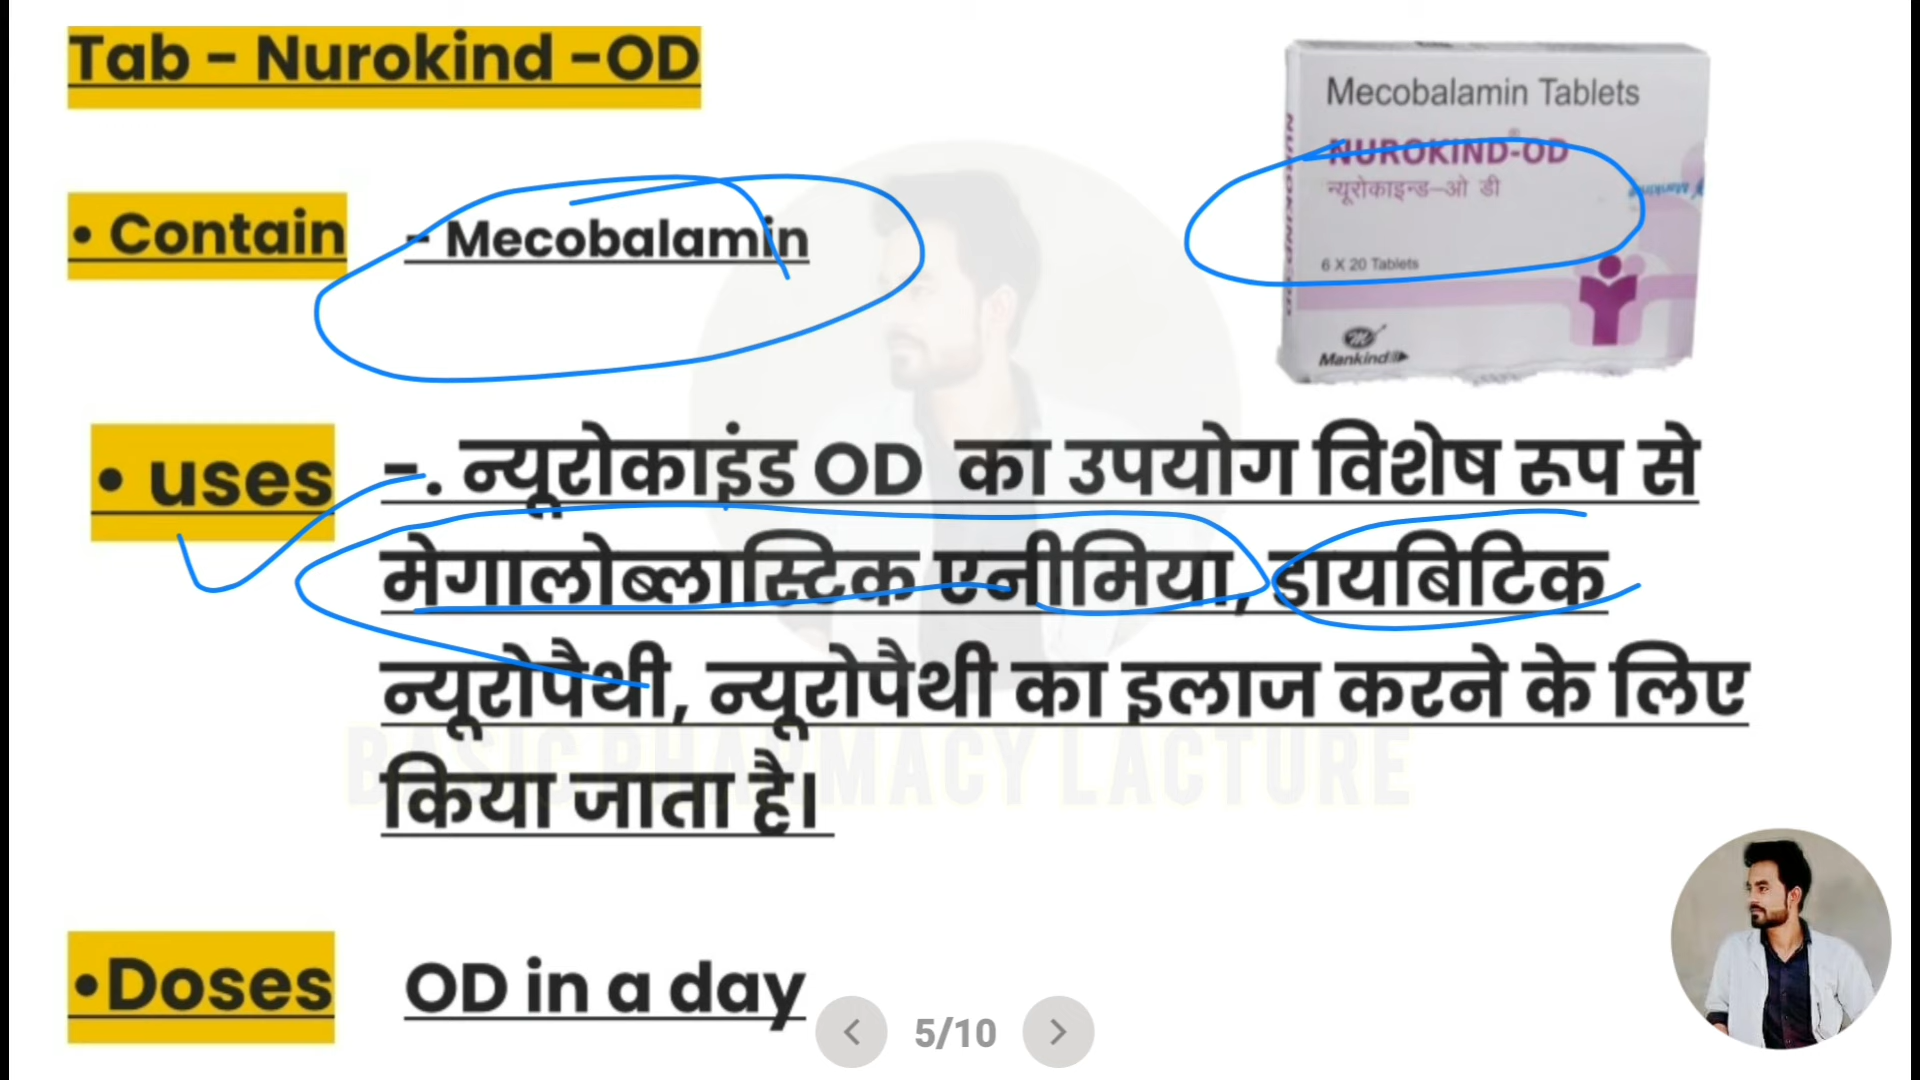 Tab - Nurokind -OD
Mecobalamin Tablets
NUROKIND-OD
न्यूरोकाइन्ड-ओ डी
6 X 20 Tablets
Mankind
• Contain - Mecobalamin
• uses -. न्यूरोकाइंड OD का उपयोग विशेष रूप से
मेगालोब्लास्टिक एनीमिया, डायबिटिक
न्यूरोपैथी, न्यूरोपैथी का इलाज करने के लिए
किया जाता है।
BASIC PHARMACY LACTURE
•Doses OD in a day
5/10